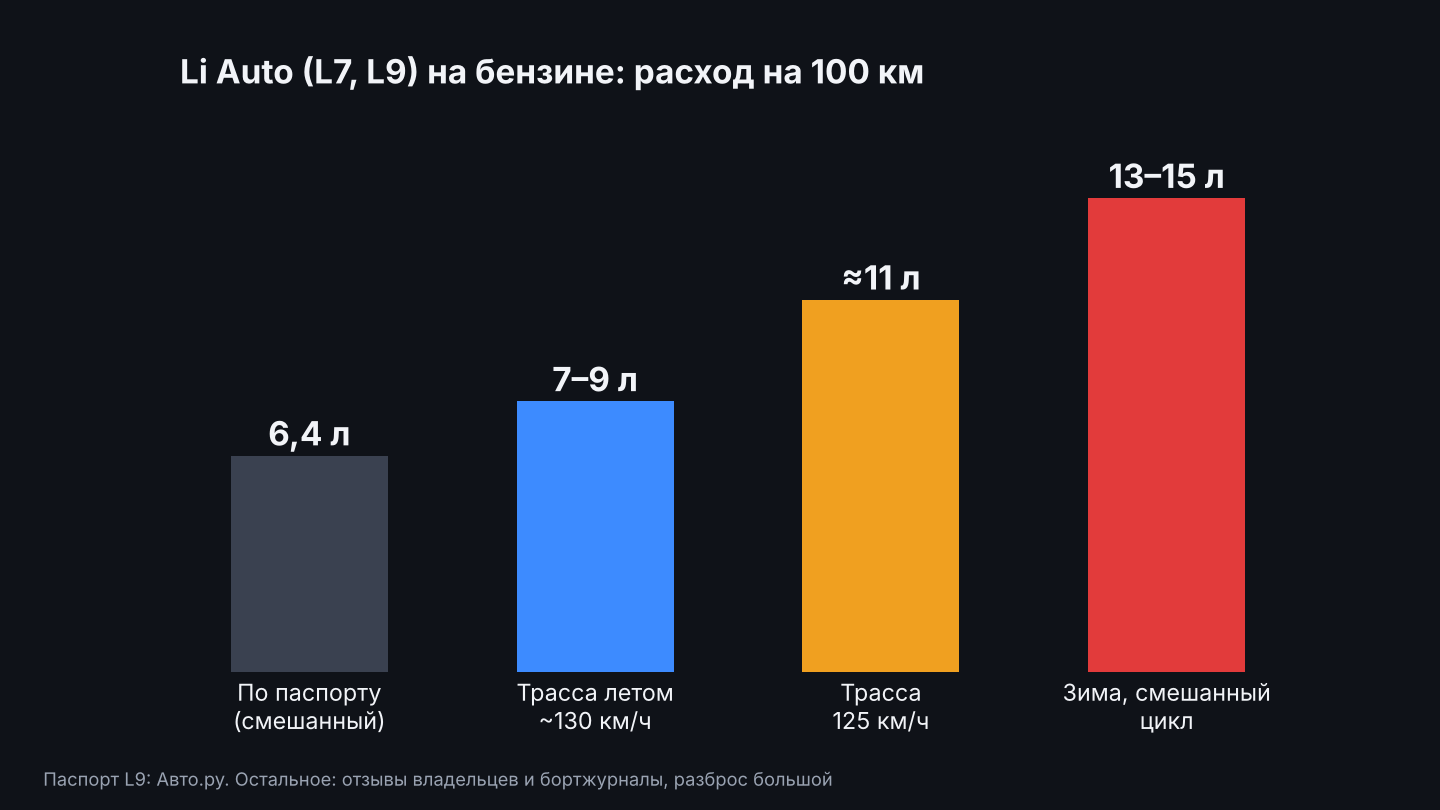 Li Auto (L7, L9) на бензине: расход на 100 км
6,4 л
7–9 л
≈11 л
13–15 л
По паспорту
(смешанный)
Трасса летом
~130 км/ч
Трасса
125 км/ч
Зима, смешанный
цикл
Паспорт L9: Авто.ру. Остальное: отзывы владельцев и бортжурналы, разброс большой